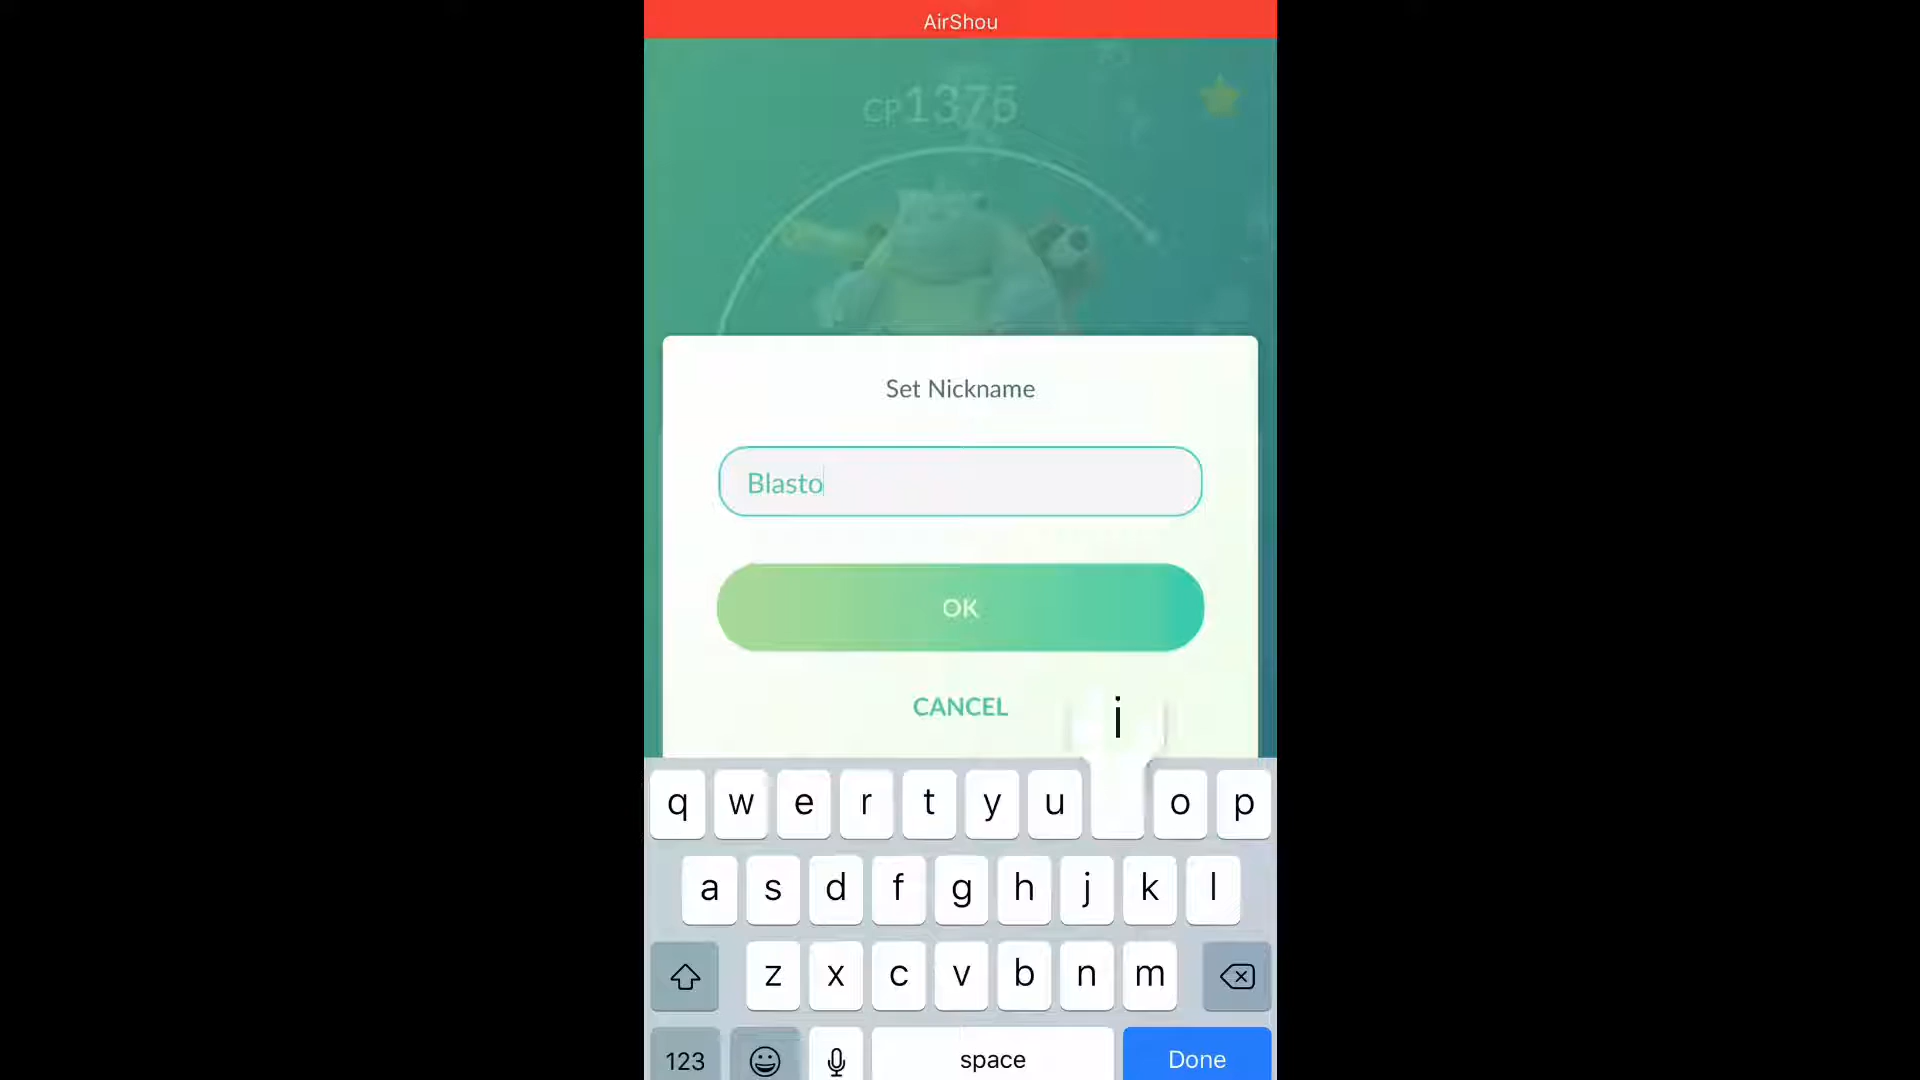 AirShou
CP1375
Set Nickname
Blasto
OK
CANCEL
i
q w e r t y u o p
a s d f g h j k l
z x c v b n m
123 space Done